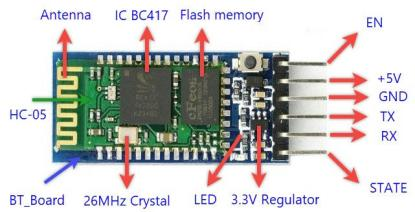 Antenna
IC BC417
Flash memory
EN
+5V
GND
HC-05
TX
RX
BT_Board
26MHz Crystal
LED
3.3V Regulator
STATE